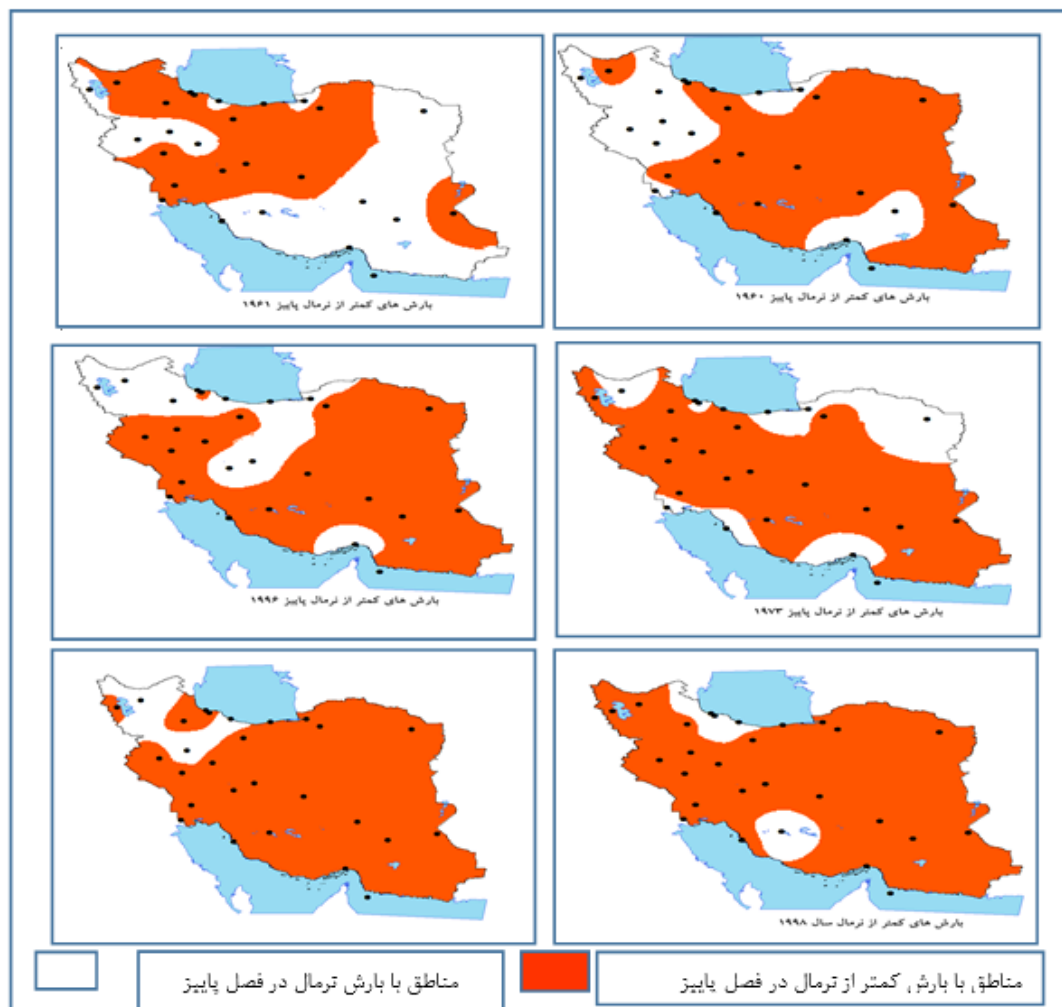 بارش های کمتر از نرمال پاییز ۱۹۶۰
بارش های کمتر از نرمال پاییز ۱۹۶۱
بارش های کمتر از نرمال پاییز ۱۹۷۳
بارش های کمتر از نرمال پاییز ۱۹۹۶
بارش های کمتر از نرمال سال ۱۹۹۸
مناطق با بارش کمتر از نرمال در فصل پاییز
مناطق با بارش نرمال در فصل پاییز